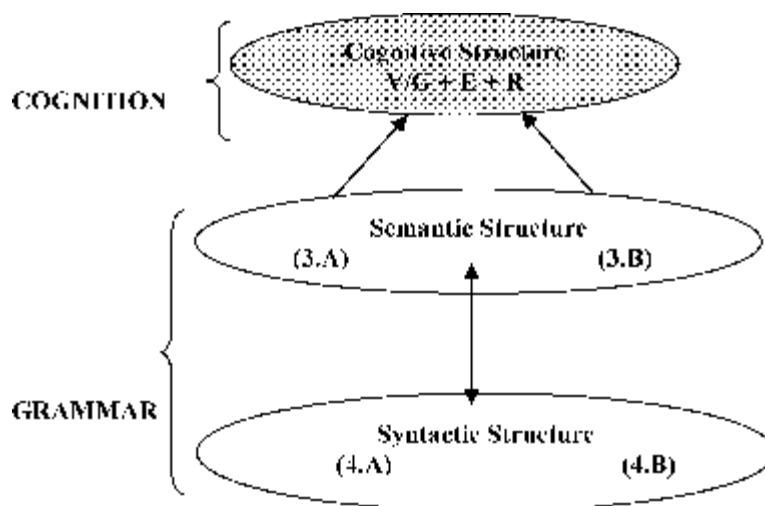 Cognitive Structure
V/G + E + R
COGNITION
Semantic Structure
(3.A) (3.B)
GRAMMAR
Syntactic Structure
(4.A) (4.B)